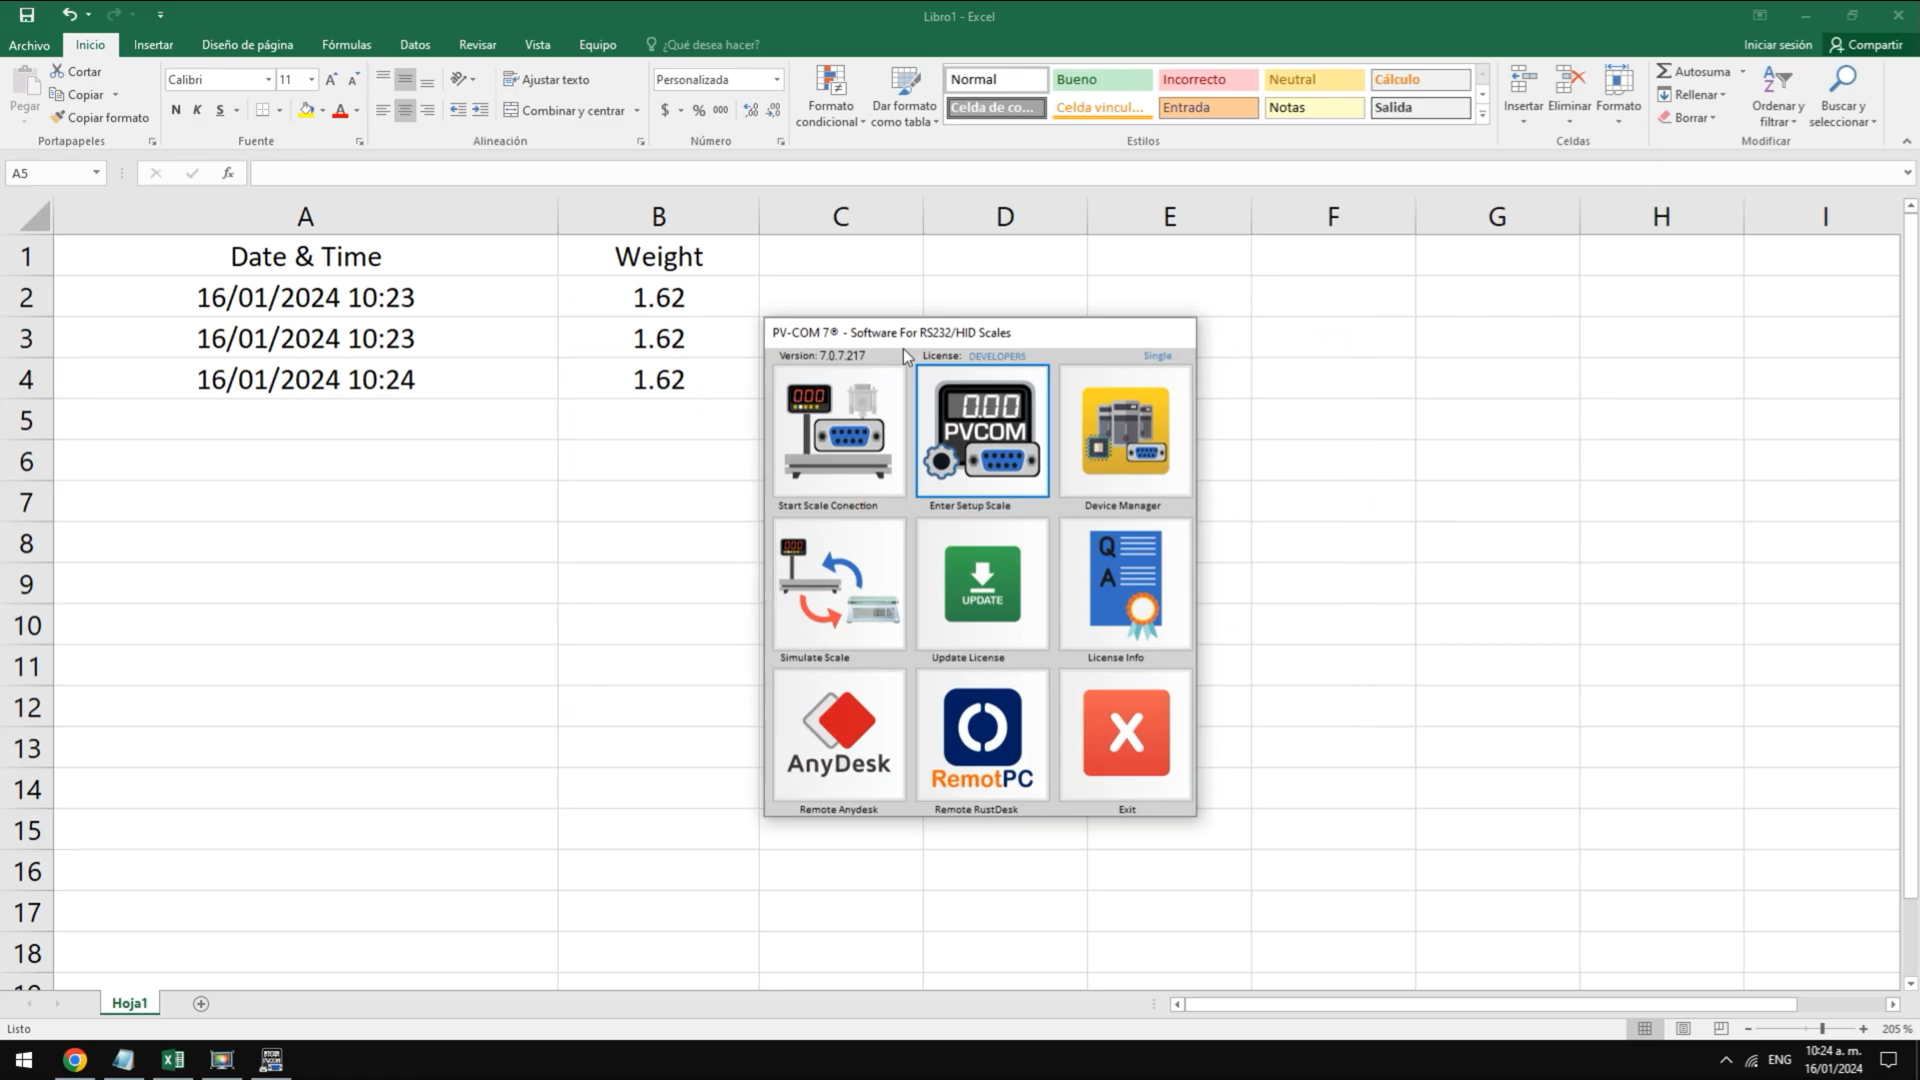 Libro1 - Excel
Archivo Inicio Insertar Diseño de página Fórmulas Datos Revisar Vista Equipo ¿Qué desea hacer? Iniciar sesión Compartir
Pegar Cortar Copiar Copiar formato
Portapapeles
Calibri 11
N K S
Fuente
Ajustar texto
Combinar y centrar
Alineación
Personalizada
$ % 000
Número
Formato condicional
Dar formato como tabla
Normal Bueno Incorrecto Neutral Cálculo
Celda de co... Celda vincul... Entrada Notas Salida
Estilos
Insertar Eliminar Formato
Celdas
Autosuma
Rellenar
Borrar
Ordenar y filtrar
Buscar y seleccionar
Modificar
A5 fx
A B C D E F G H I
1 Date & Time Weight
2 16/01/2024 10:23 1.62
3 16/01/2024 10:23 1.62
4 16/01/2024 10:24 1.62
5
6
7
8
9
10
11
12
13
14
15
16
17
18
PV-COM 7® - Software For RS232/HID Scales
Version: 7.0.7.217 License: DEVELOPERS Single
000
0.00
PVCOM
Start Scale Conection Enter Setup Scale Device Manager
000
UPDATE
Q
A
Simulate Scale Update License License Info
AnyDesk
RemotPC
X
Remote Anydesk Remote RustDesk Exit
Hoja1
Listo
205 %
ENG
10:24 a. m.
16/01/2024